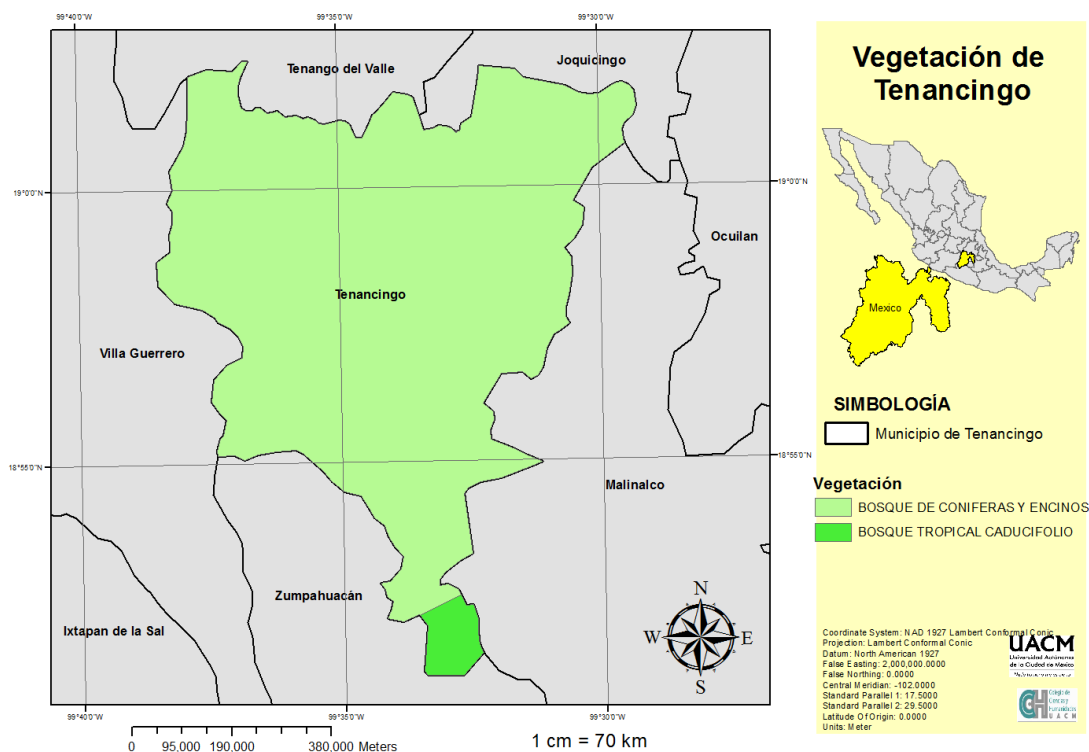 99°40'0"W
99°35'0"W
99°30'0"W
Tenango del Valle
Joquicingo
19°0'0"N
19°0'0"N
Ocuilan
Tenancingo
Villa Guerrero
18°55'0"N
18°55'0"N
Malinalco
Zumpahuacán
Ixtapan de la Sal
N
W
E
S
99°40'0"W
99°35'0"W
99°30'0"W
0 95,000 190,000 380,000 Meters
1 cm = 70 km
Vegetación de
Tenancingo
Mexico
SIMBOLOGÍA
Municipio de Tenancingo
Vegetación
BOSQUE DE CONIFERAS Y ENCINOS
BOSQUE TROPICAL CADUCIFOLIO
Coordinate System: NAD 1927 Lambert Conformal Conic
Projection: Lambert Conformal Conic
Datum: North American 1927
False Easting: 2,000,000.0000
False Northing: 0.0000
Central Meridian: -102.0000
Standard Parallel 1: 17.5000
Standard Parallel 2: 29.5000
Latitude Of Origin: 0.0000
Units: Meter
UACM
Universidad Autónoma
de la Ciudad de México
Colegio de
Ciencias y
Humanidades
UACM